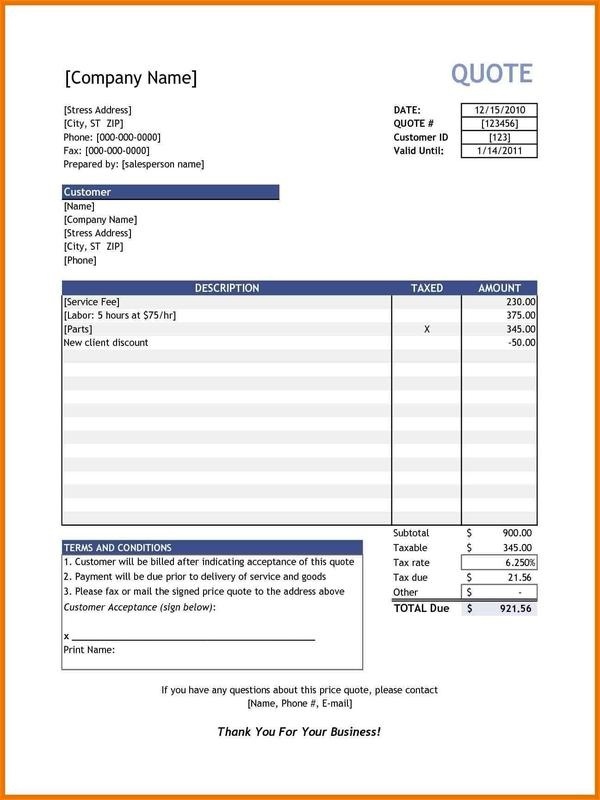 [Company Name] QUOTE
[Stress Address] DATE: 12/15/2010
[City, ST ZIP] QUOTE # [123456]
Phone: [000-000-0000] Customer ID [123]
Fax: [000-000-0000] Valid Until: 1/14/2011
Prepared by: [salesperson name]
Customer
[Name]
[Company Name]
[Stress Address]
[City, ST ZIP]
[Phone]
DESCRIPTION TAXED AMOUNT
[Service Fee] 230.00
[Labor: 5 hours at $75/hr] 375.00
[Parts] X 345.00
New client discount -50.00
Subtotal $ 900.00
Taxable $ 345.00
Tax rate 6.250%
Tax due $ 21.56
Other $ -
TOTAL Due $ 921.56
TERMS AND CONDITIONS
1. Customer will be billed after indicating acceptance of this quote
2. Payment will be due prior to delivery of service and goods
3. Please fax or mail the signed price quote to the address above
Customer Acceptance (sign below):
x
Print Name:
If you have any questions about this price quote, please contact
[Name, Phone #, E-mail]
Thank You For Your Business!